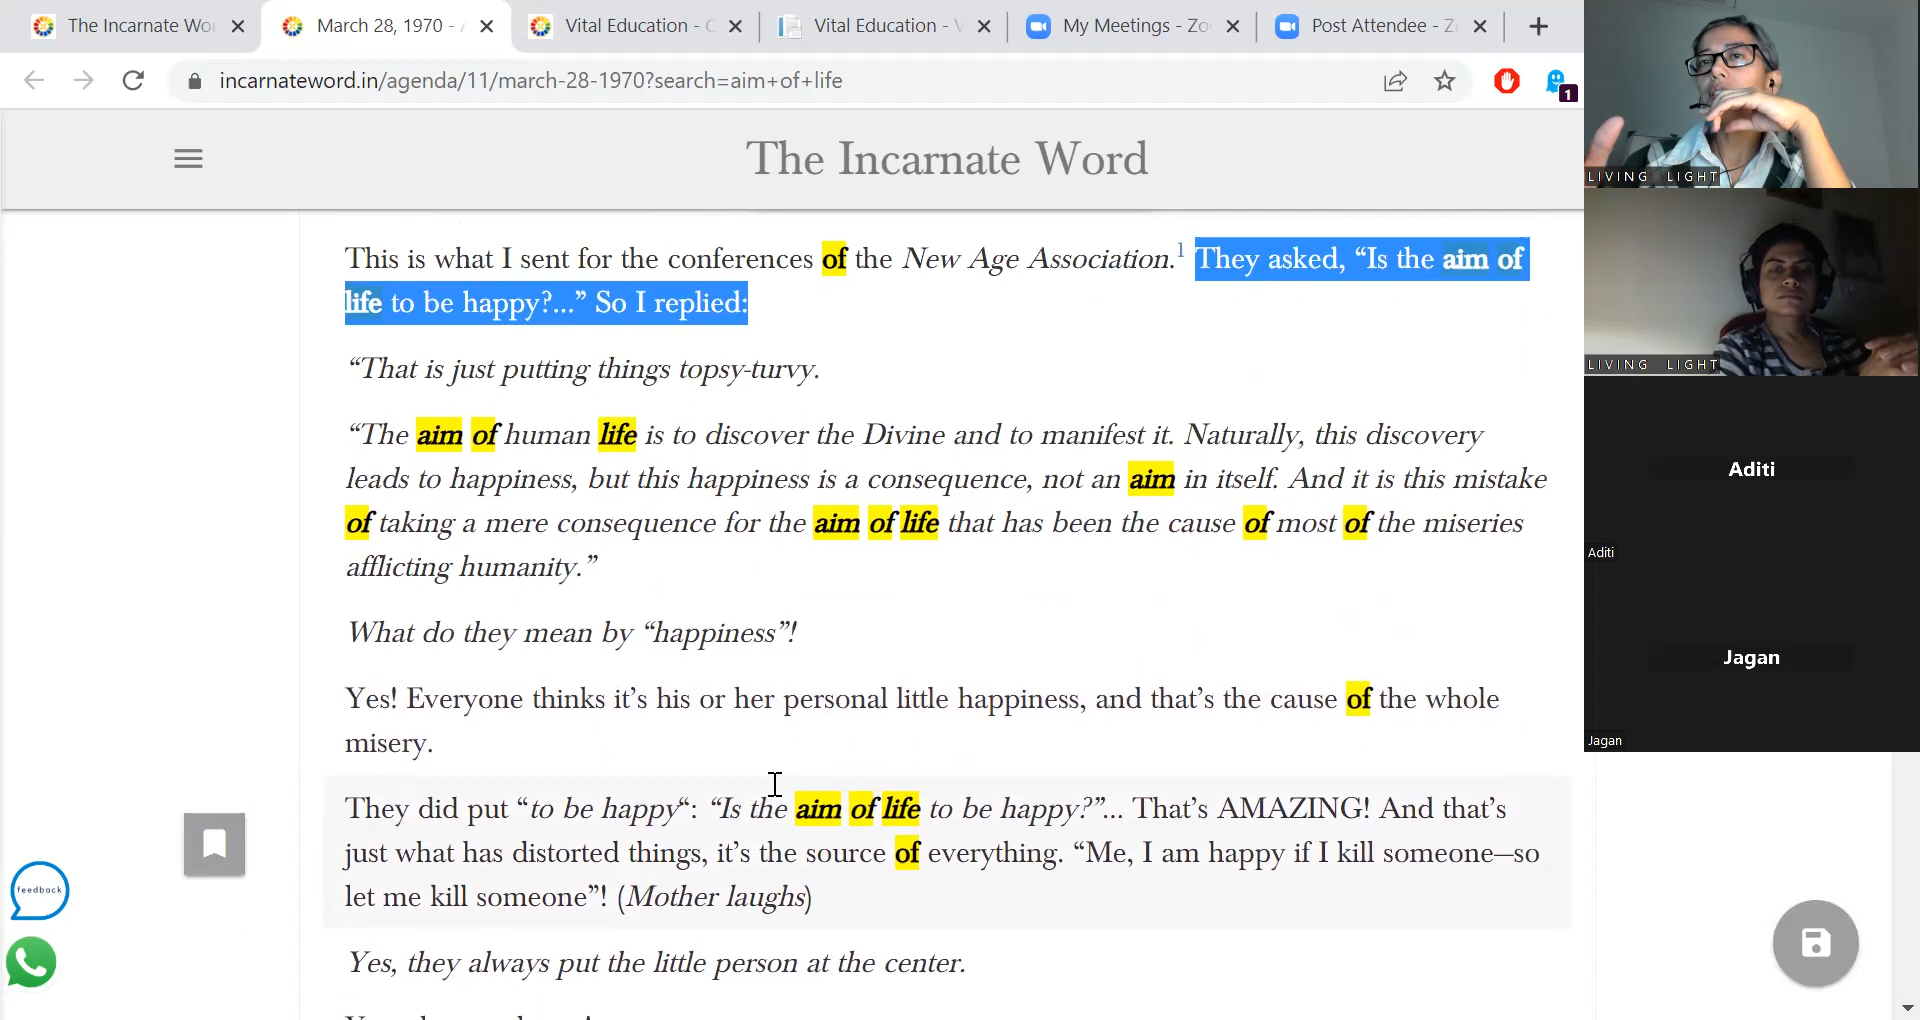 The Incarnate Wor
March 28, 1970 -
Vital Education -
Vital Education -
My Meetings - Zo
Post Attendee - Z
incarnateword.in/agenda/11/march-28-1970?search=aim+of+life
1
The Incarnate Word
This is what I sent for the conferences of the New Age Association.1 They asked, “Is the aim of
life to be happy?...” So I replied:
“That is just putting things topsy-turvy.
“The aim of human life is to discover the Divine and to manifest it. Naturally, this discovery
leads to happiness, but this happiness is a consequence, not an aim in itself. And it is this mistake
of taking a mere consequence for the aim of life that has been the cause of most of the miseries
afflicting humanity.”
What do they mean by “happiness”!
Yes! Everyone thinks it’s his or her personal little happiness, and that’s the cause of the whole
misery.
They did put “to be happy“: “Is the aim of life to be happy?”... That’s AMAZING! And that’s
just what has distorted things, it’s the source of everything. “Me, I am happy if I kill someone—so
let me kill someone”! (Mother laughs)
Yes, they always put the little person at the center.
feedback
LIVING LIGHT
LIVING LIGHT
Aditi
Aditi
Jagan
Jagan